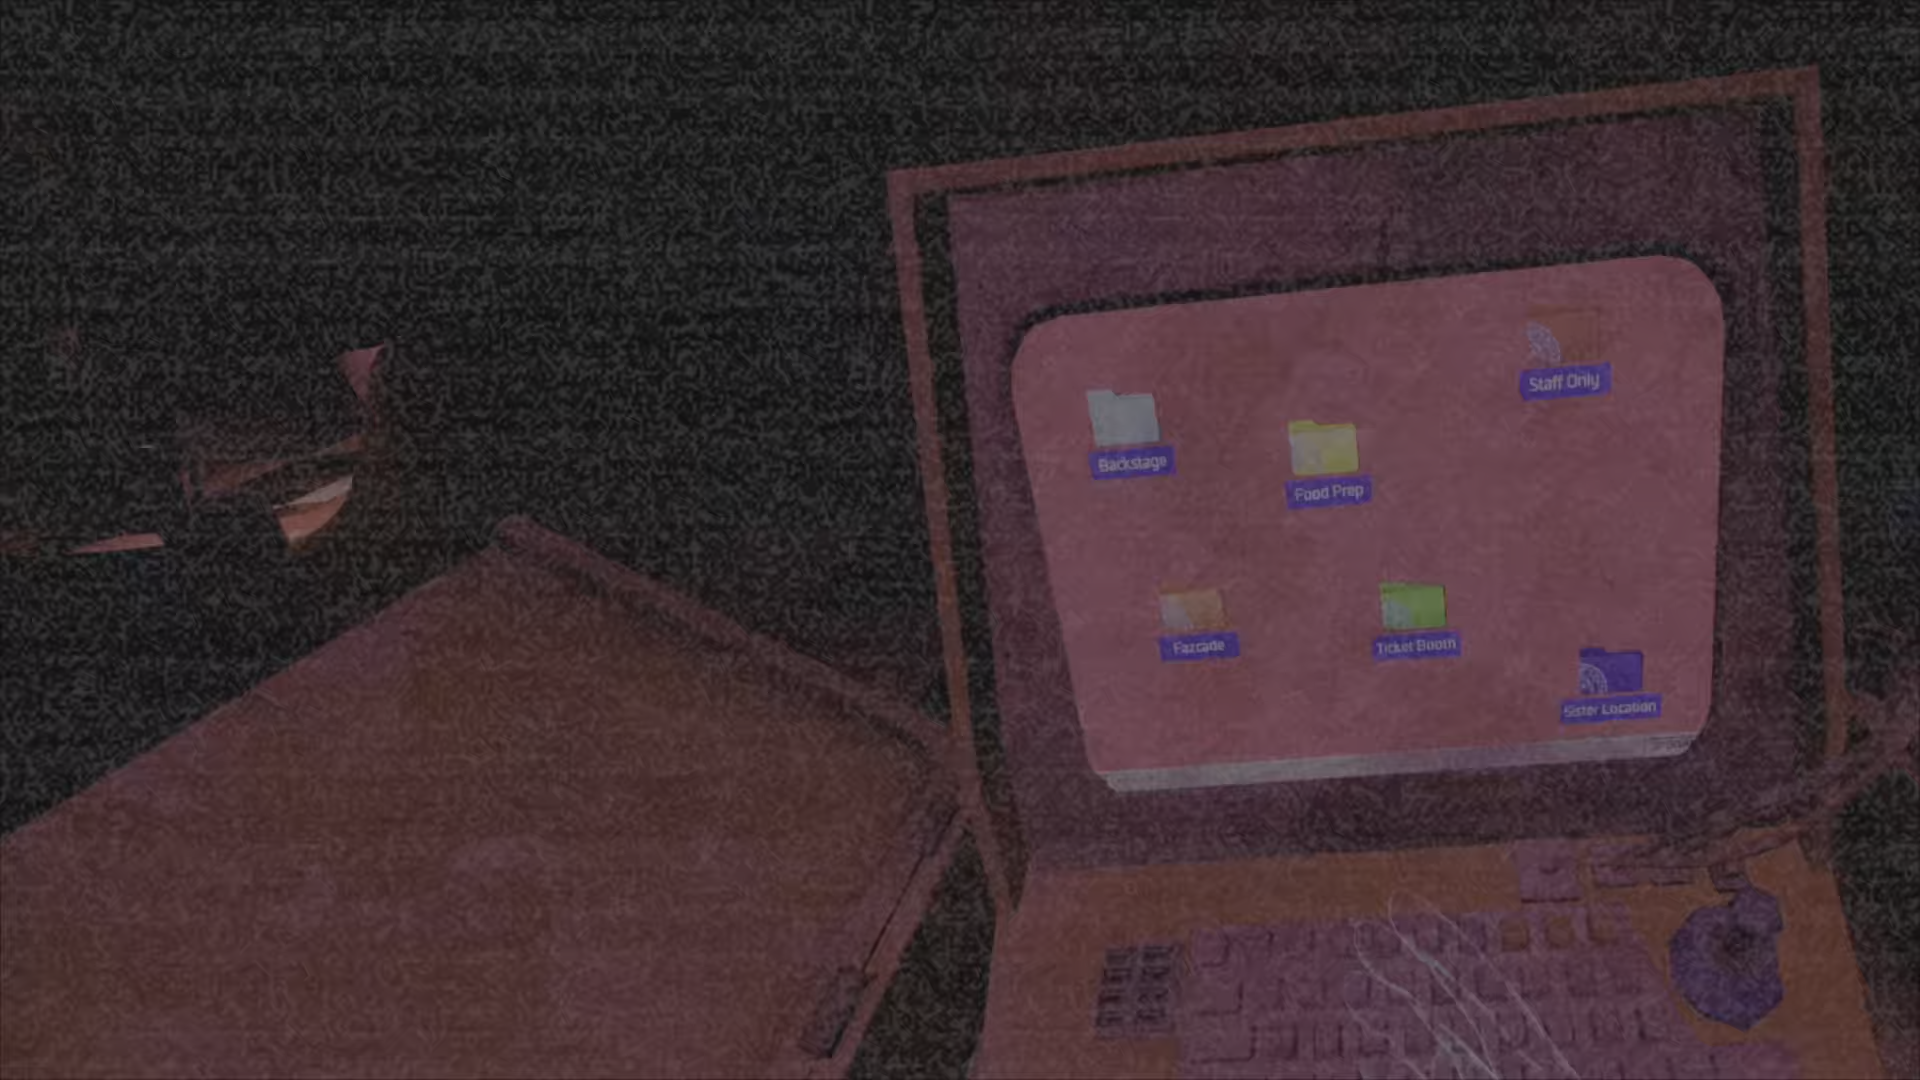 Staff Only
Backstage
Food Prep
Fazcade
Ticket Booth
Sister Location